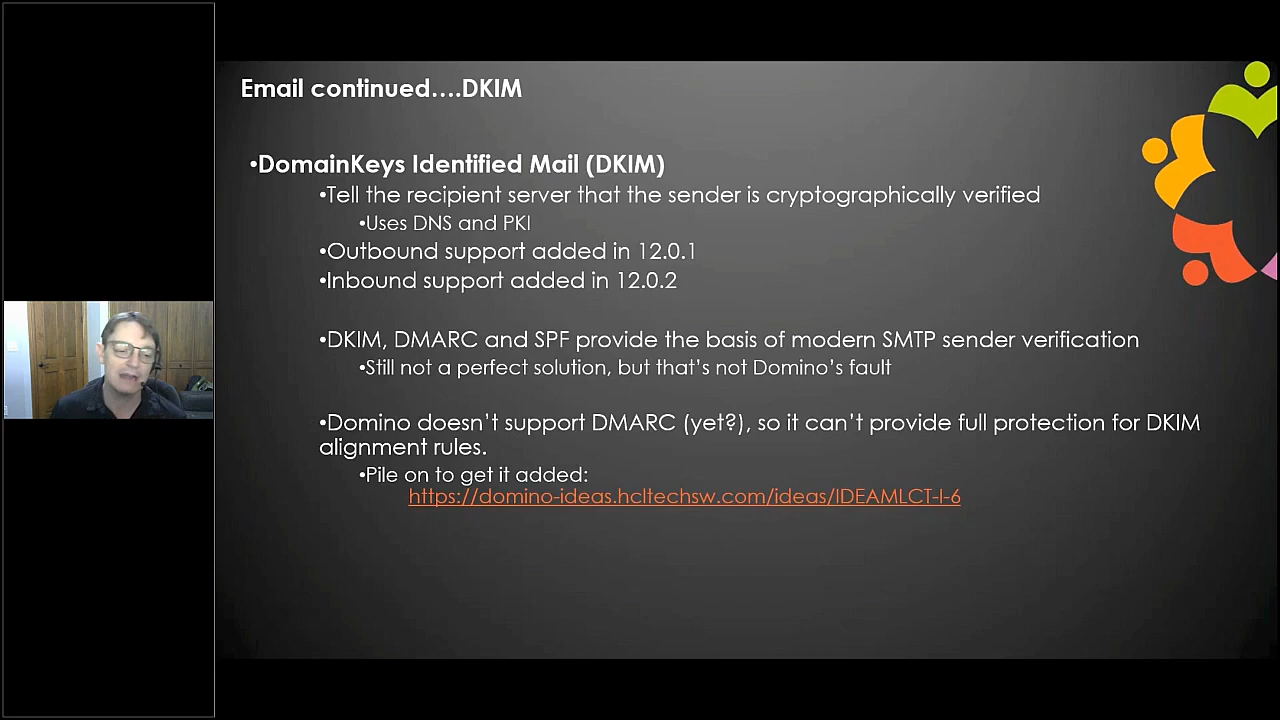 Email continued....DKIM
•DomainKeys Identified Mail (DKIM)
•Tell the recipient server that the sender is cryptographically verified
•Uses DNS and PKI
•Outbound support added in 12.0.1
•Inbound support added in 12.0.2
•DKIM, DMARC and SPF provide the basis of modern SMTP sender verification
•Still not a perfect solution, but that's not Domino's fault
•Domino doesn't support DMARC (yet?), so it can't provide full protection for DKIM
alignment rules.
•Pile on to get it added:
https://domino-ideas.hcltechsw.com/ideas/IDEAMLCT-I-6